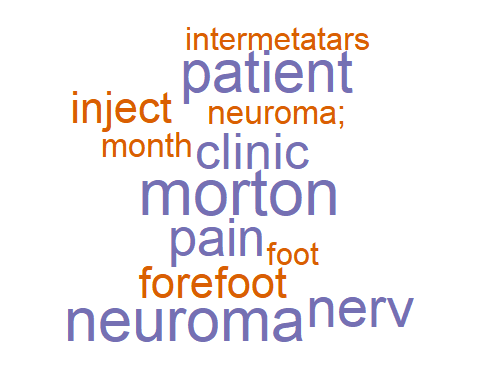 intermetatars
patient
inject neuroma;
month clinic
morton
pain foot
forefoot
neuroma nerv